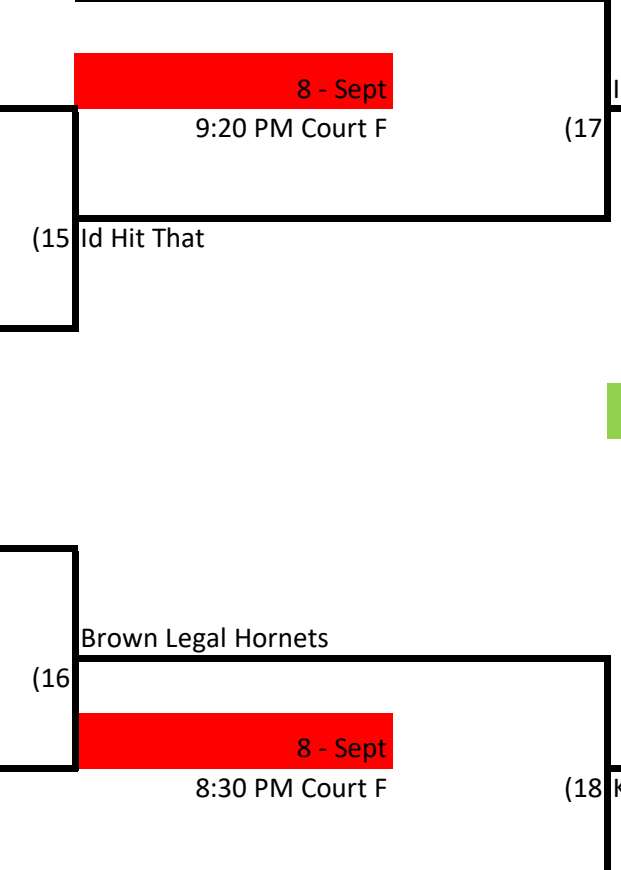 8 - Sept
9:20 PM Court F
(17
(15
Id Hit That
Brown Legal Hornets
(16
8 - Sept
8:30 PM Court F
(18